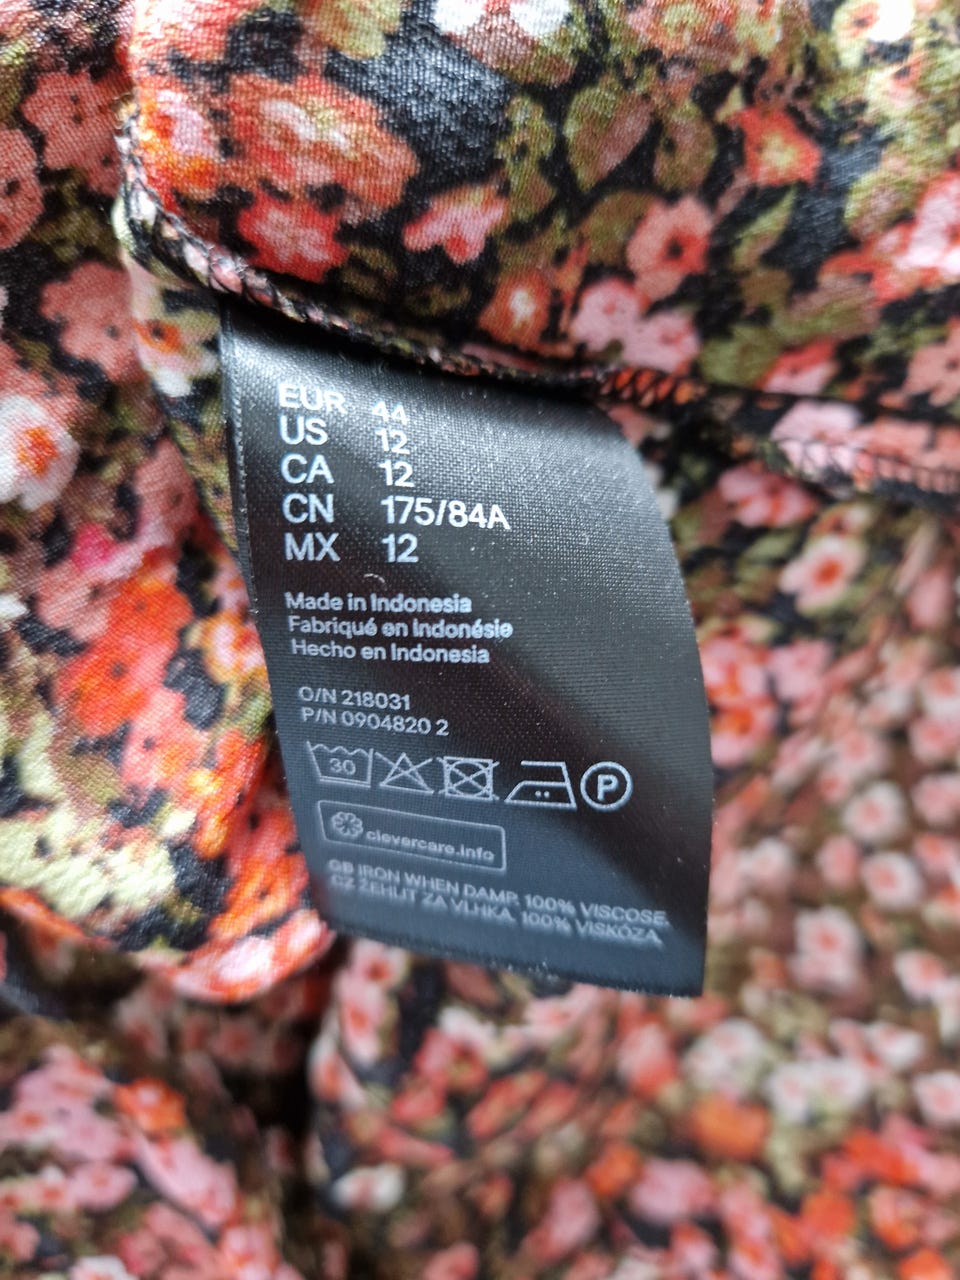 EUR 44
US 12
CA 12
CN 175/84A
MX 12
Made in Indonesia
Fabriqué en Indonésie
Hecho en Indonesia
O/N 218031
P/N 0904820 2
30 P
clevercare.info
GB IRON WHEN DAMP. 100% VISCOSE.
CZ ŽEHLIT ZA VLHKA. 100% VISKÓZA.